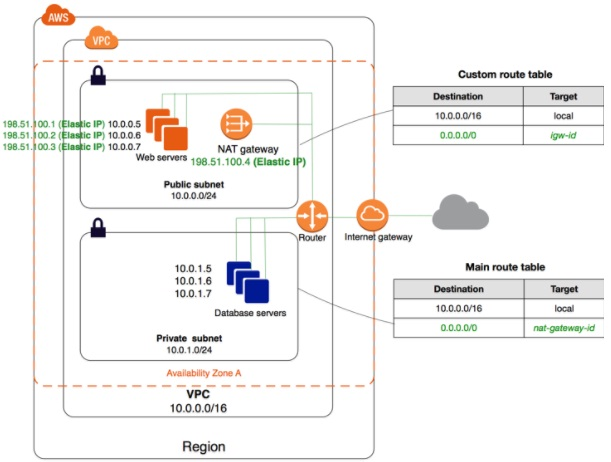 AWS
VPC
198.51.100.1 (Elastic IP) 10.0.0.5
198.51.100.2 (Elastic IP) 10.0.0.6
198.51.100.3 (Elastic IP) 10.0.0.7
Web servers
NAT gateway
198.51.100.4 (Elastic IP)
Public subnet
10.0.0.0/24
Custom route table
Destination Target
10.0.0.0/16 local
0.0.0.0/0 igw-id
Router
Internet gateway
10.0.1.5
10.0.1.6
10.0.1.7
Database servers
Private subnet
10.0.1.0/24
Main route table
Destination Target
10.0.0.0/16 local
0.0.0.0/0 nat-gateway-id
Availability Zone A
VPC
10.0.0.0/16
Region